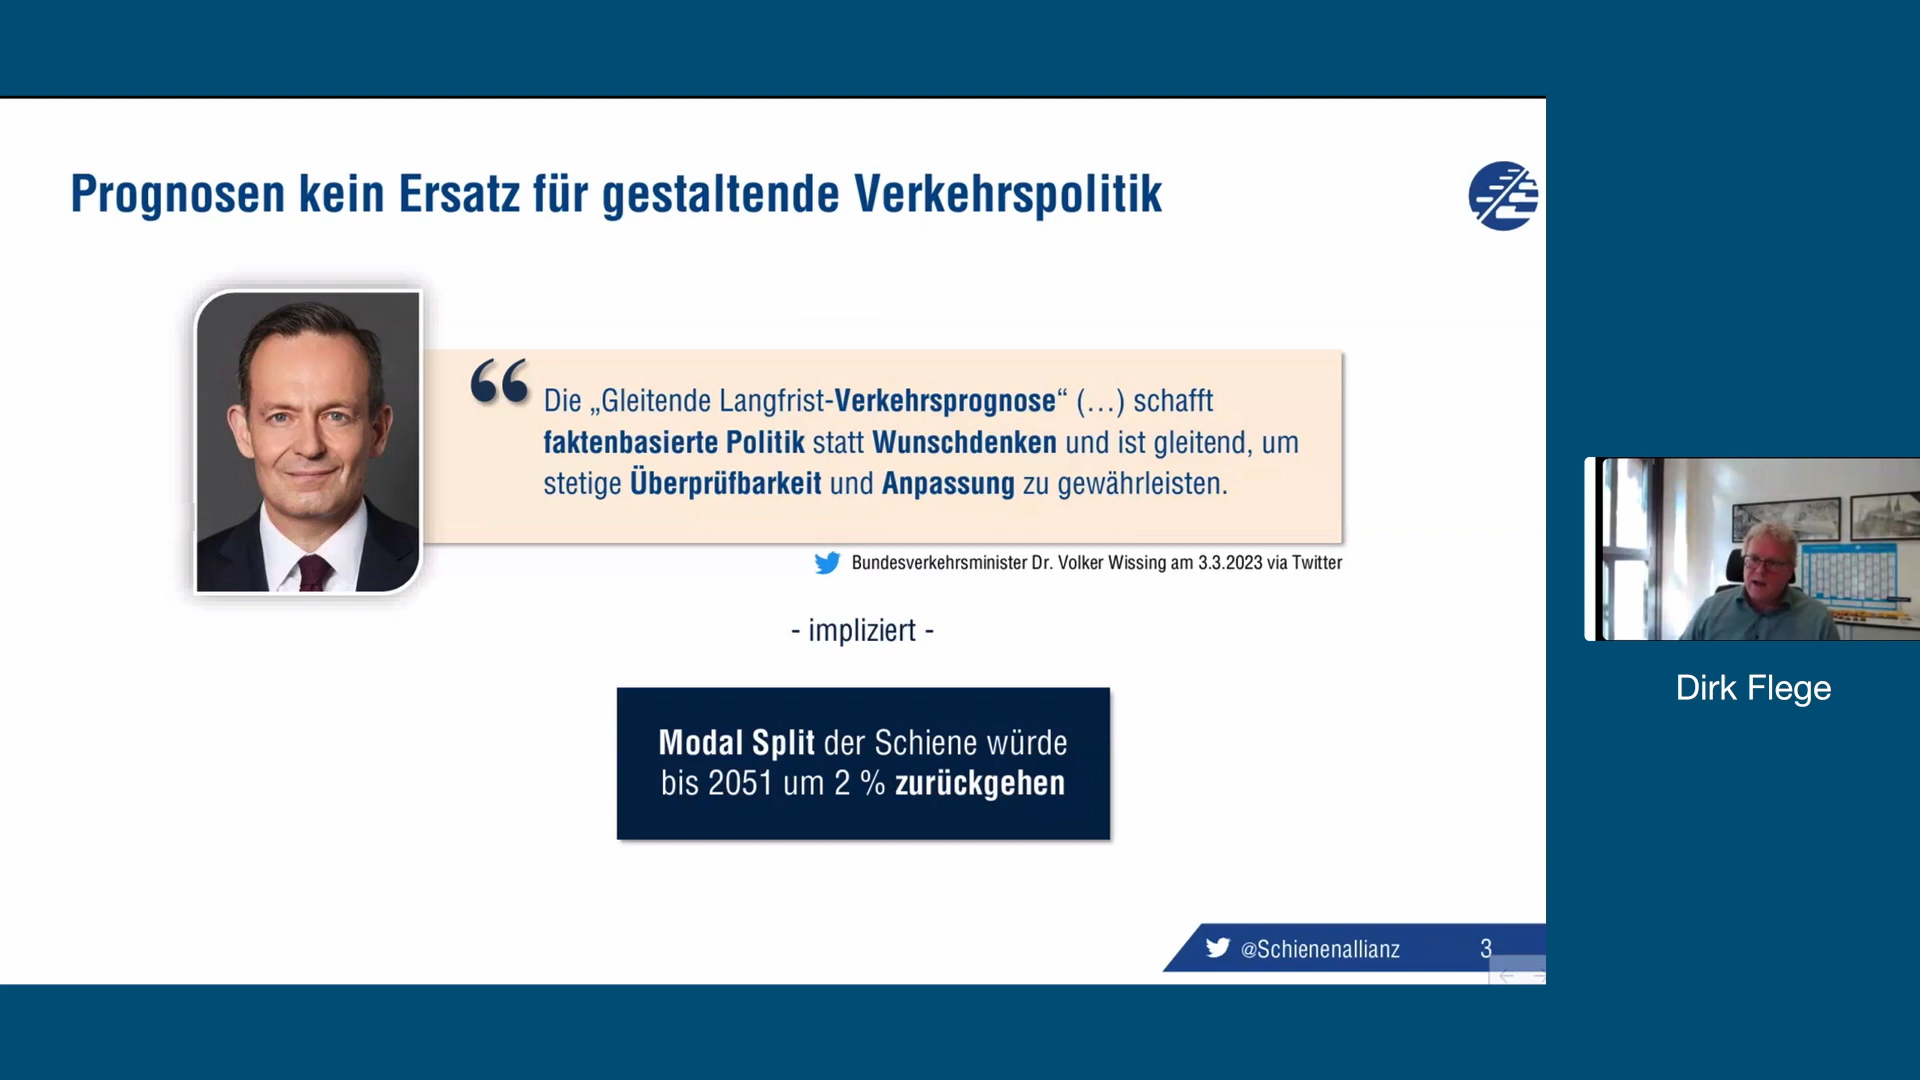 Prognosen kein Ersatz für gestaltende Verkehrspolitik
Die „Gleitende Langfrist-Verkehrsprognose“ (…) schafft
faktenbasierte Politik statt Wunschdenken und ist gleitend, um
stetige Überprüfbarkeit und Anpassung zu gewährleisten.
Bundesverkehrsminister Dr. Volker Wissing am 3.3.2023 via Twitter
- impliziert -
Modal Split der Schiene würde
bis 2051 um 2 % zurückgehen
@Schienenallianz 3
Dirk Flege